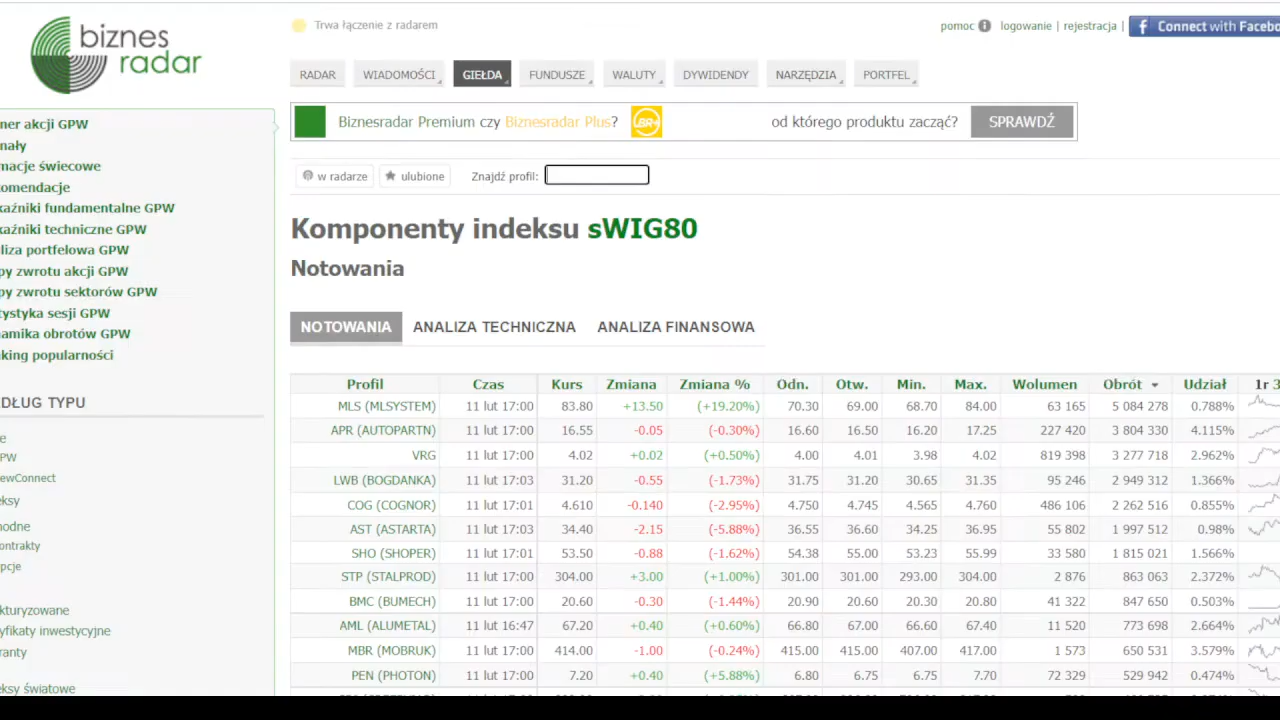 biznes
radar
Trwa łączenie z radarem
pomoc logowanie | rejestracja | f Connect with Facebo
RADAR WIADOMOŚCI GIEŁDA FUNDUSZE WALUTY DYWIDENDY NARZĘDZIA PORTFEL
Biznesradar Premium czy Biznesradar Plus? BR+ od którego produktu zacząć? SPRAWDŹ
w radarze ulubione Znajdź profil:
ner akcji GPW
nały
macje świecowe
omendacje
kaźniki fundamentalne GPW
kaźniki techniczne GPW
liza portfelowa GPW
py zwrotu akcji GPW
py zwrotu sektorów GPW
tystyka sesji GPW
amika obrotów GPW
king popularności
DŁUG TYPU
e
PW
ewConnect
eksy
odne
ontrakty
pcje
kturyzowane
yfikaty inwestycyjne
ranty
eksy światowe
Komponenty indeksu sWIG80
Notowania
NOTOWANIA ANALIZA TECHNICZNA ANALIZA FINANSOWA
Profil Czas Kurs Zmiana Zmiana % Odn. Otw. Min. Max. Wolumen Obrót Udział 1r 3
MLS (MLSYSTEM) 11 lut 17:00 83.80 +13.50 (+19.20%) 70.30 69.00 68.70 84.00 63 165 5 084 278 0.788%
APR (AUTOPARTN) 11 lut 17:00 16.55 -0.05 (-0.30%) 16.60 16.50 16.20 17.25 227 420 3 804 330 4.115%
VRG 11 lut 17:00 4.02 +0.02 (+0.50%) 4.00 4.01 3.98 4.02 819 398 3 277 718 2.962%
LWB (BOGDANKA) 11 lut 17:03 31.20 -0.55 (-1.73%) 31.75 31.20 30.65 31.35 95 246 2 949 312 1.366%
COG (COGNOR) 11 lut 17:01 4.610 -0.140 (-2.95%) 4.750 4.745 4.565 4.760 486 106 2 262 516 0.855%
AST (ASTARTA) 11 lut 17:03 34.40 -2.15 (-5.88%) 36.55 36.60 34.25 36.95 55 802 1 997 512 0.98%
SHO (SHOPER) 11 lut 17:01 53.50 -0.88 (-1.62%) 54.38 55.00 53.23 55.99 33 580 1 815 021 1.566%
STP (STALPROD) 11 lut 17:00 304.00 +3.00 (+1.00%) 301.00 301.00 293.00 304.00 2 876 863 063 2.372%
BMC (BUMECH) 11 lut 17:00 20.60 -0.30 (-1.44%) 20.90 20.60 20.30 20.80 41 322 847 650 0.503%
AML (ALUMETAL) 11 lut 16:47 67.20 +0.40 (+0.60%) 66.80 67.00 66.60 67.40 11 520 773 698 2.664%
MBR (MOBRUK) 11 lut 17:00 414.00 -1.00 (-0.24%) 415.00 415.00 407.00 417.00 1 573 650 531 3.579%
PEN (PHOTON) 11 lut 17:00 7.20 +0.40 (+5.88%) 6.80 6.75 6.75 7.70 72 329 529 942 0.474%